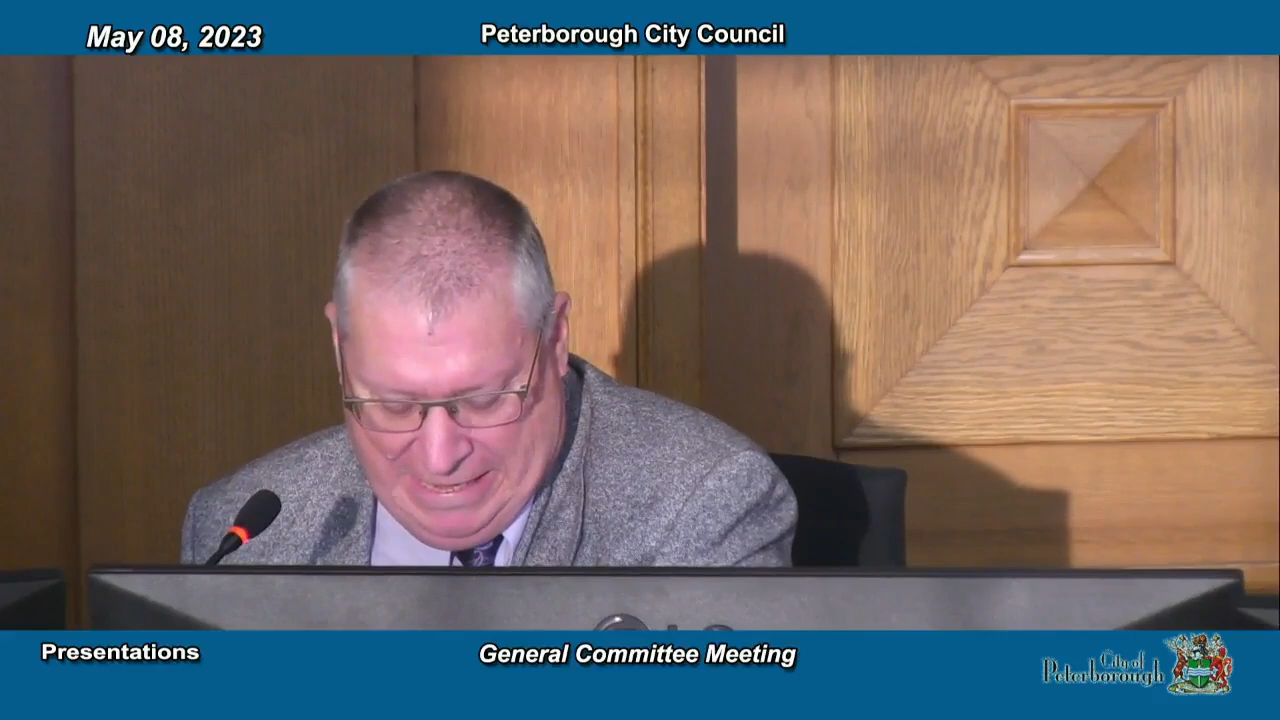 May 08, 2023
Peterborough City Council
Presentations
General Committee Meeting
City of
Peterborough